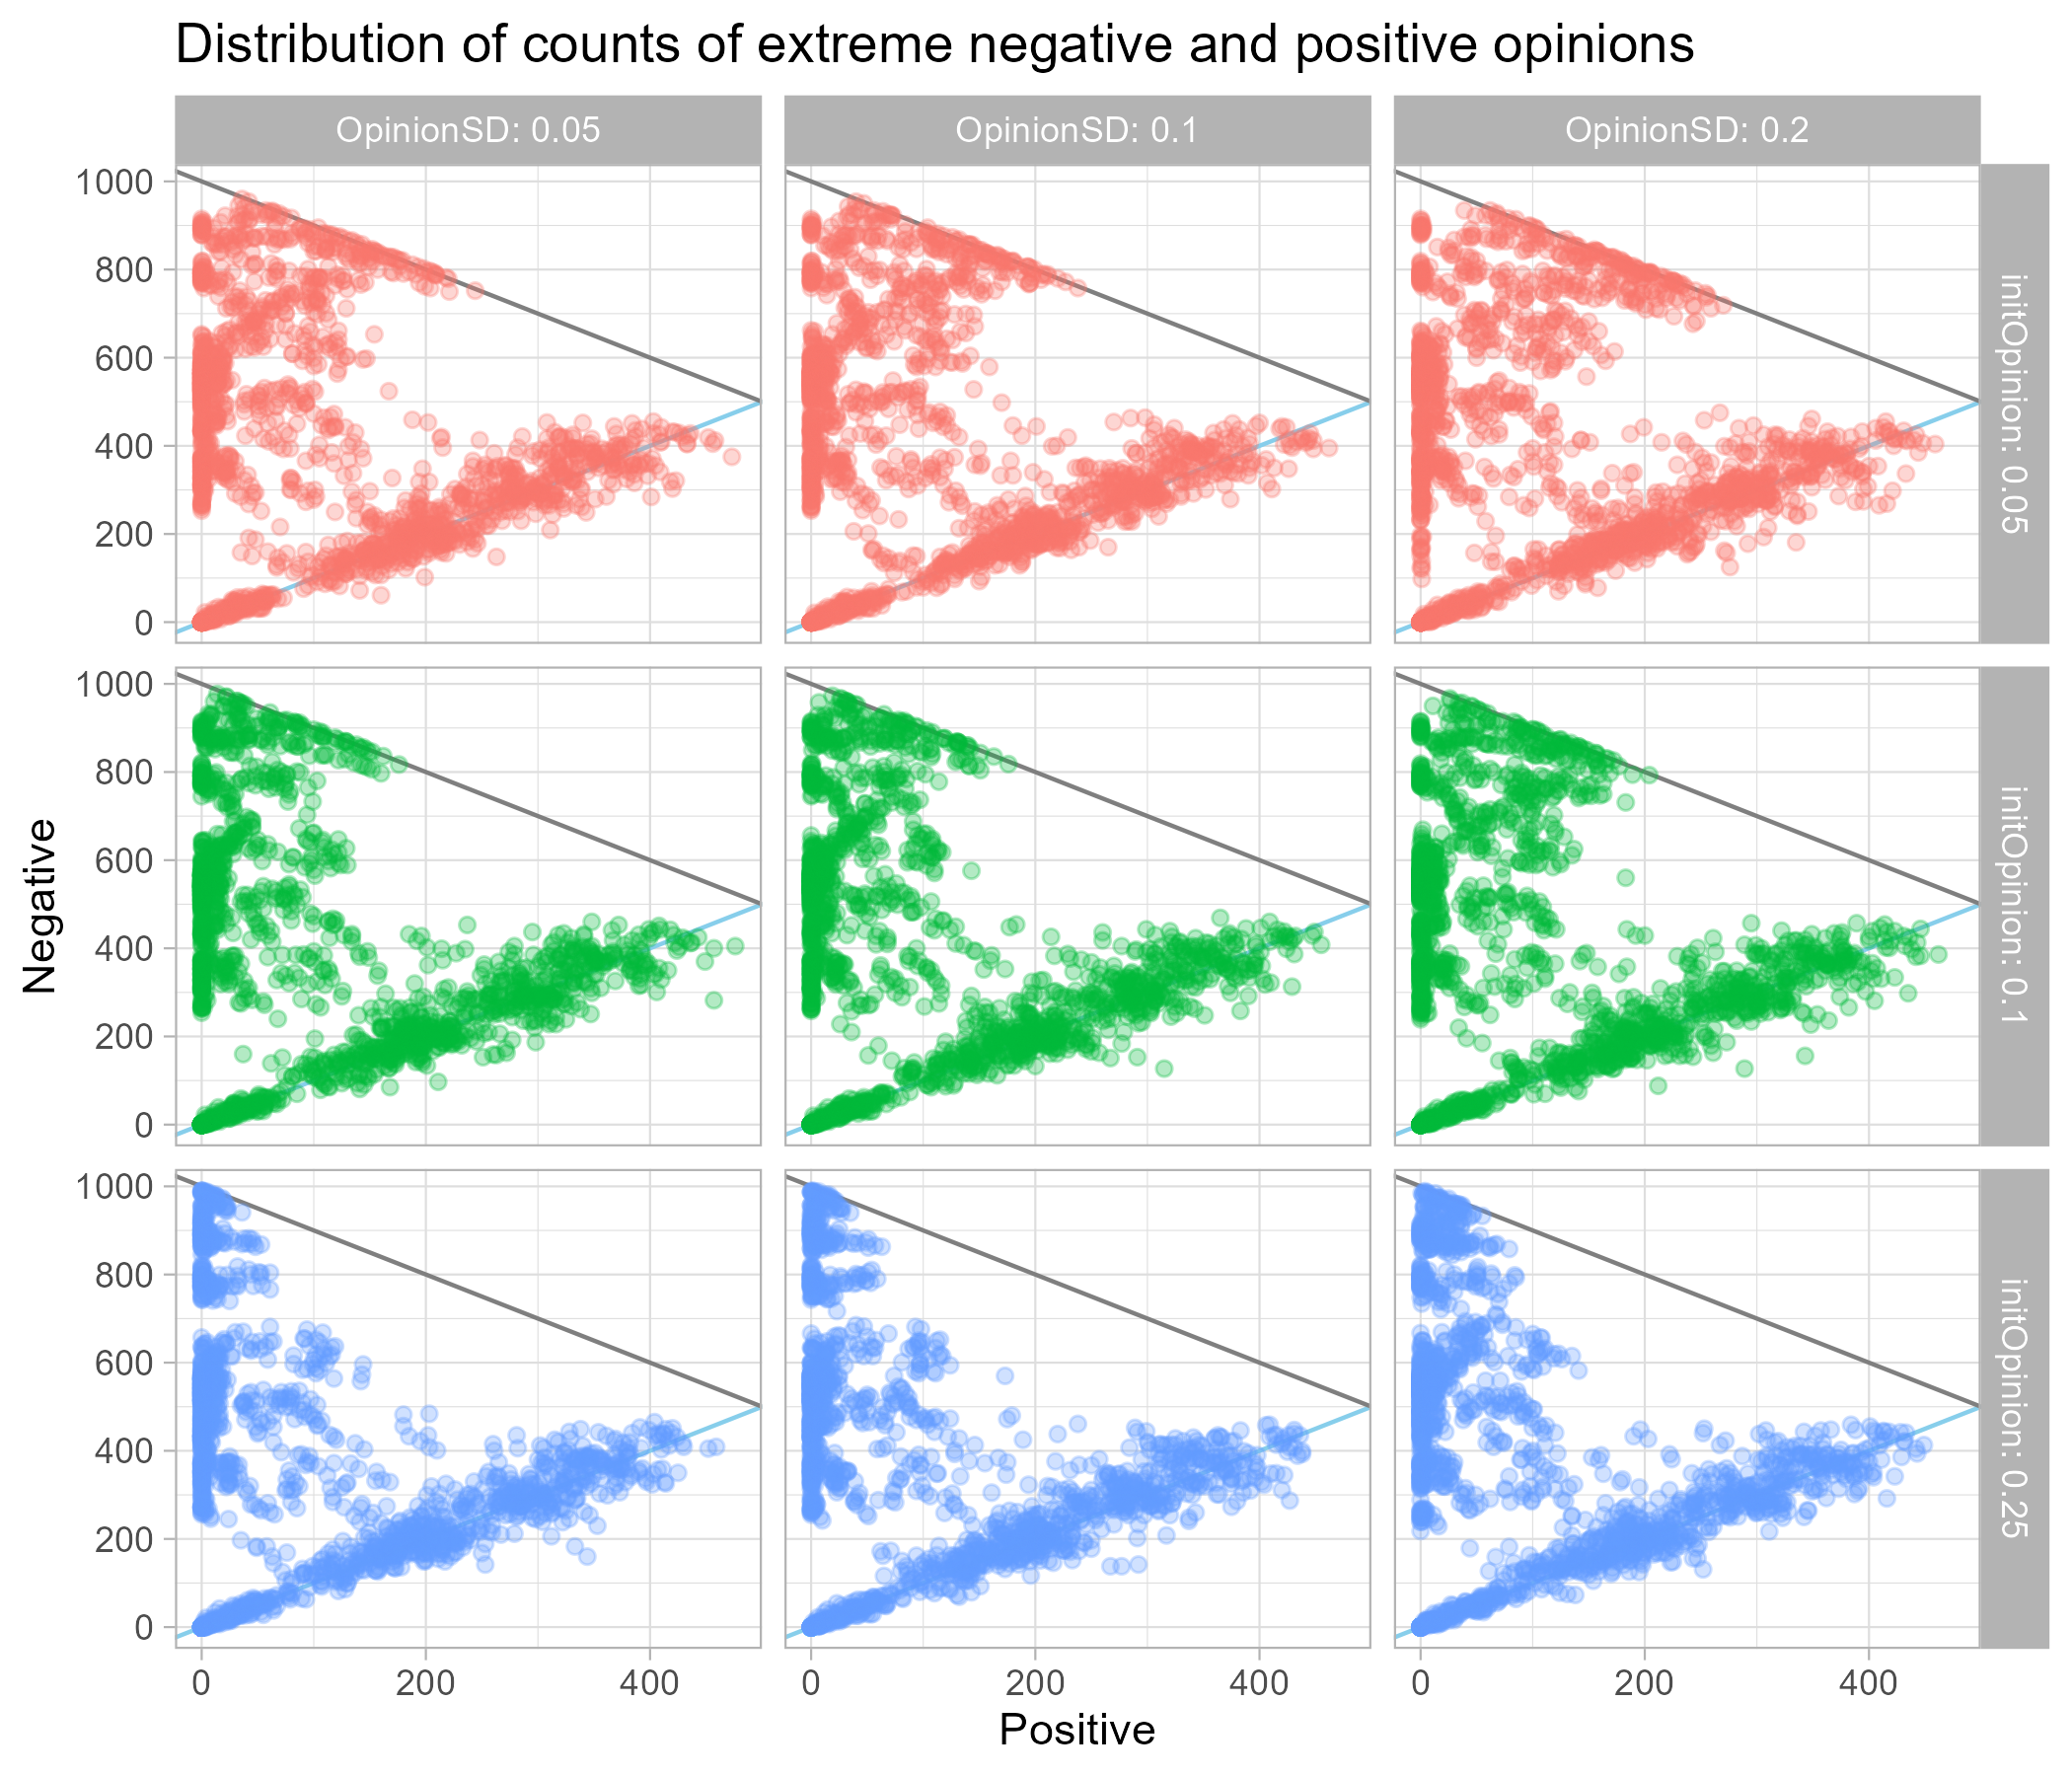 Distribution of counts of extreme negative and positive opinions
OpinionSD: 0.05
OpinionSD: 0.1
OpinionSD: 0.2
1000
800
600
400
200
0
initOpinion: 0.05
1000
800
600
400
200
0
initOpinion: 0.1
Negative
1000
800
600
400
200
0
initOpinion: 0.25
0 200 400
0 200 400
0 200 400
Positive